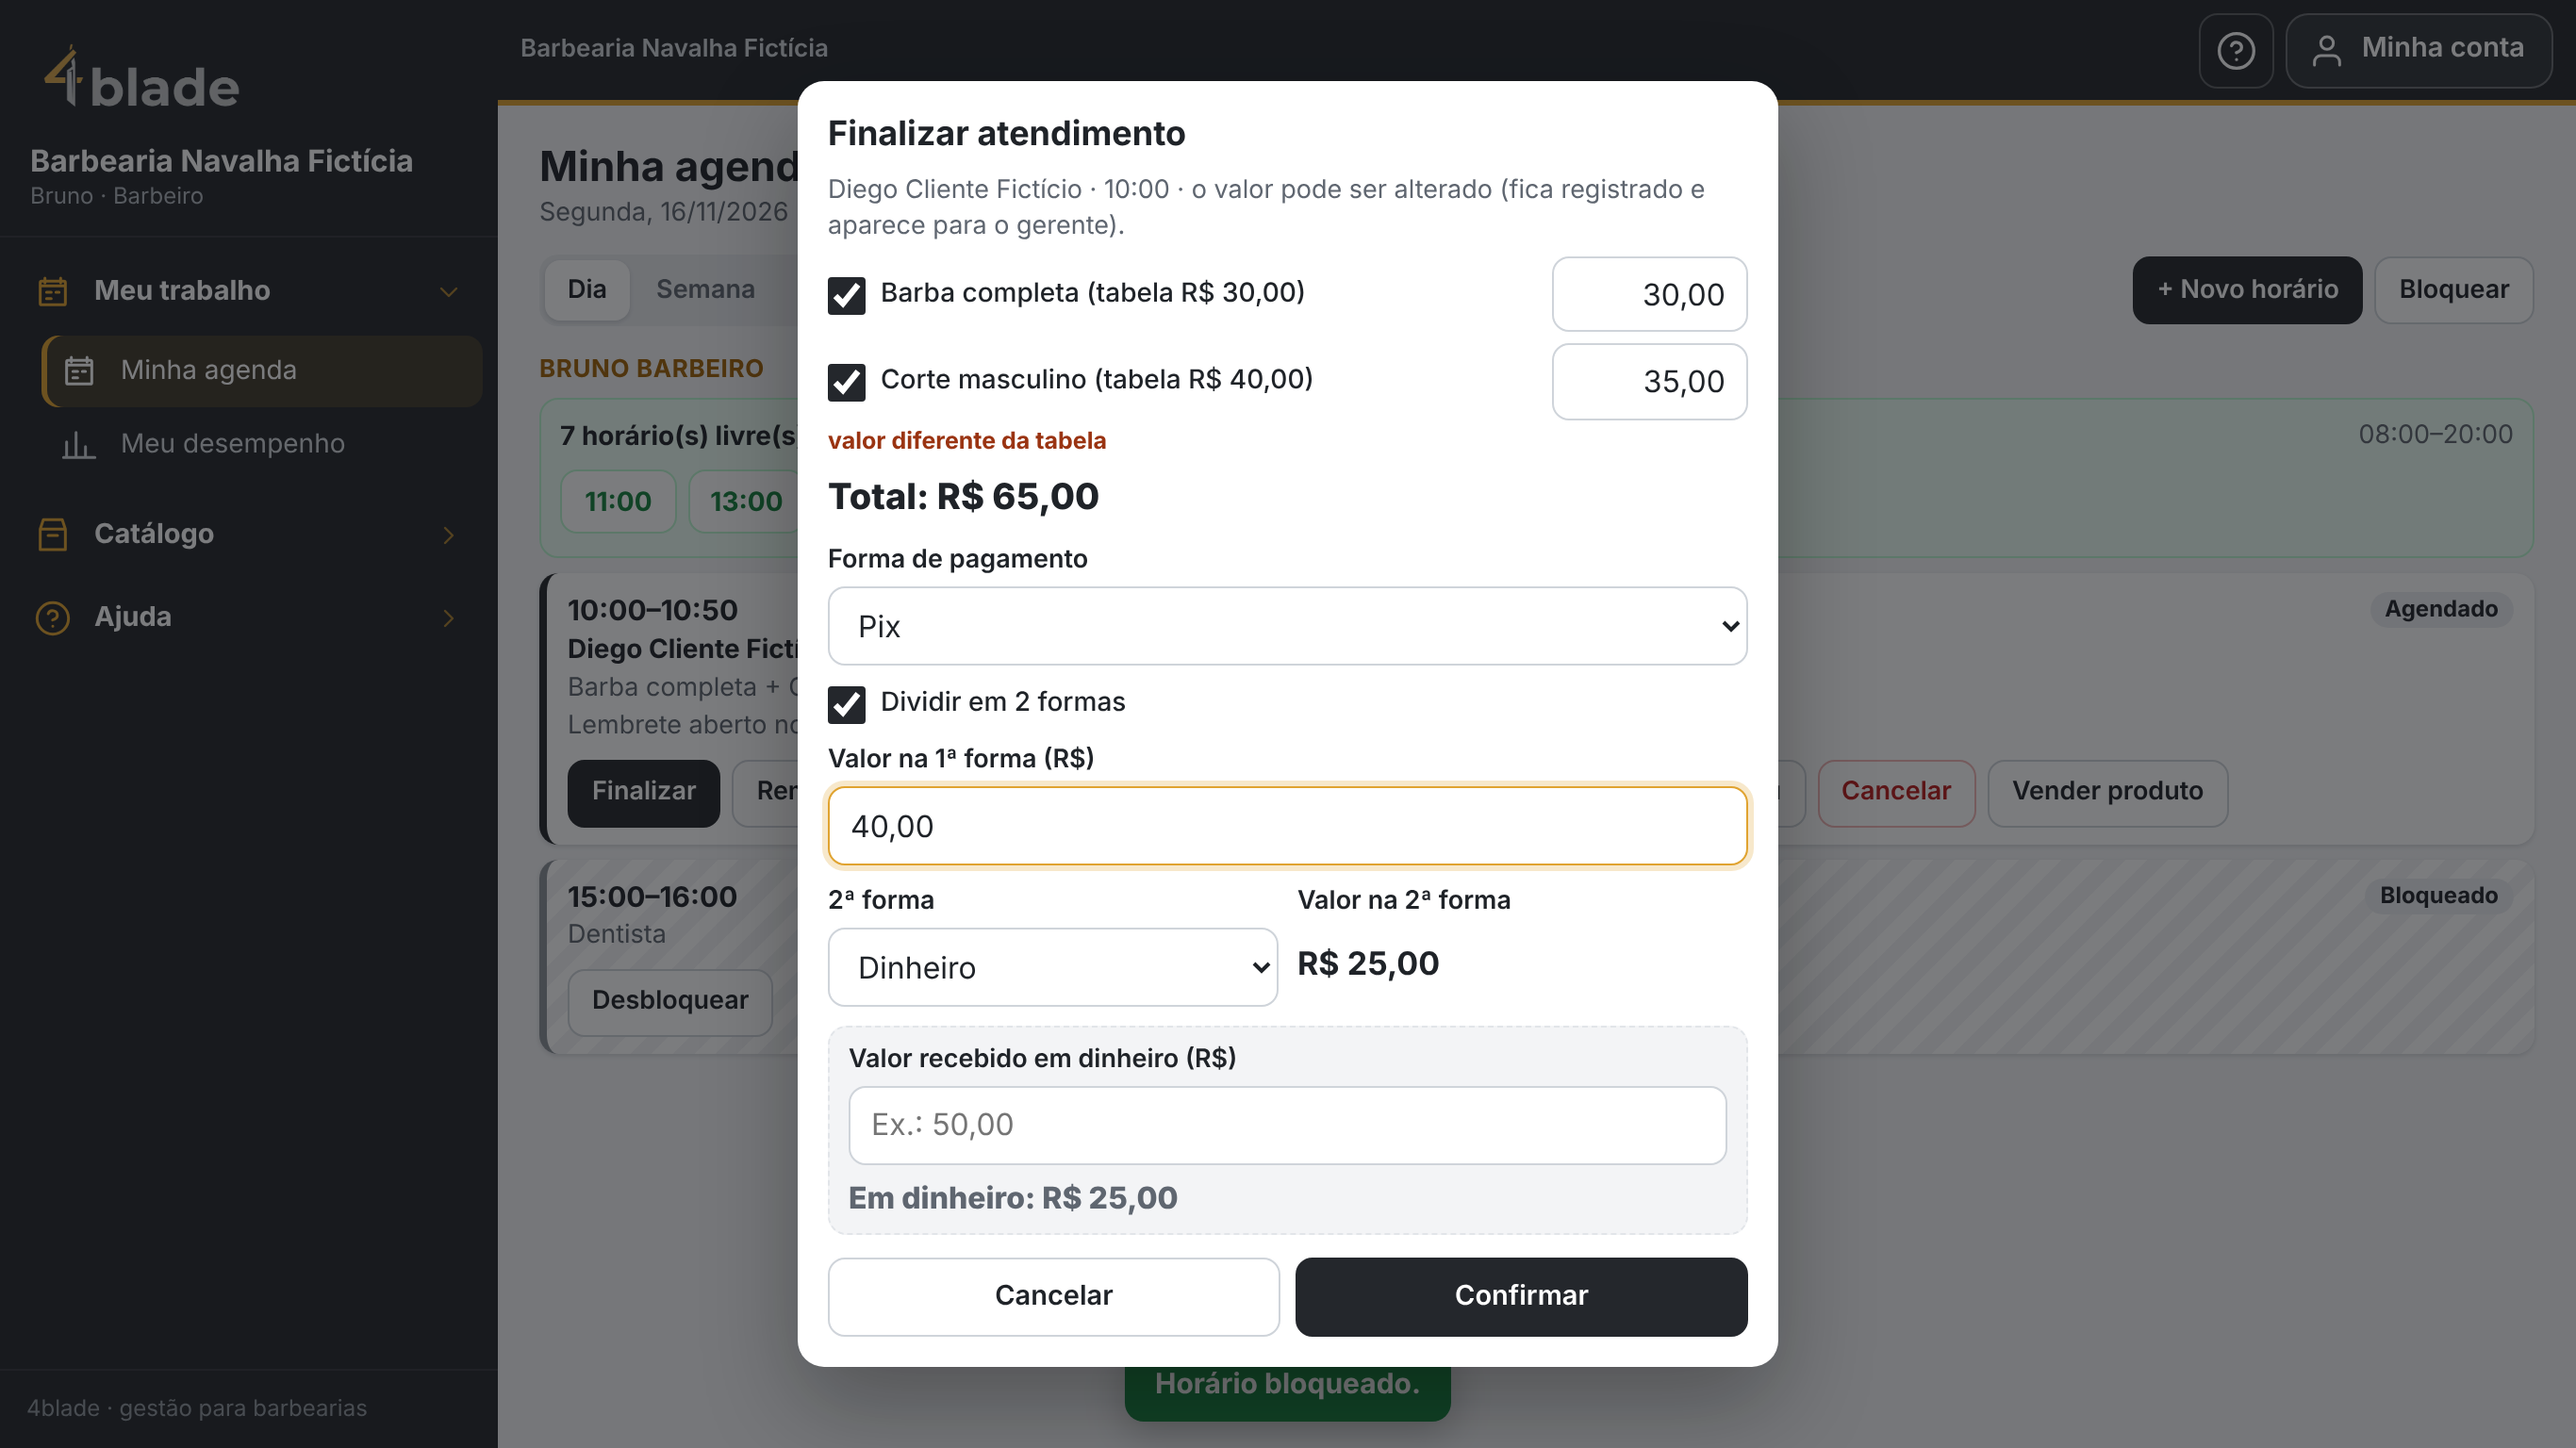 4blade
Barbearia Navalha Fictícia
Bruno · Barbeiro
Meu trabalho
Minha agenda
Meu desempenho
Catálogo
Ajuda
4blade · gestão para barbearias
Barbearia Navalha Fictícia
Minha conta
Segunda, 16/11/2026
Dia
Semana
+ Novo horário
Bloquear
BRUNO BARBEIRO
7 horário(s)
08:00–20:00
11:00
13:00
10:00–10:50
Agendado
Diego Cliente
Barba completa +
Lembrete aberto
Finalizar
Cancelar
Vender produto
15:00–16:00
Bloqueado
Dentista
Desbloquear
Finalizar atendimento
Diego Cliente Fictício · 10:00 · o valor pode ser alterado (fica registrado e
aparece para o gerente).
Barba completa (tabela R$ 30,00)
30,00
Corte masculino (tabela R$ 40,00)
35,00
valor diferente da tabela
Total: R$ 65,00
Forma de pagamento
Pix
Dividir em 2 formas
Valor na 1ª forma (R$)
40,00
2ª forma
Valor na 2ª forma
Dinheiro
R$ 25,00
Valor recebido em dinheiro (R$)
Ex.: 50,00
Em dinheiro: R$ 25,00
Cancelar
Confirmar
Horário bloqueado.